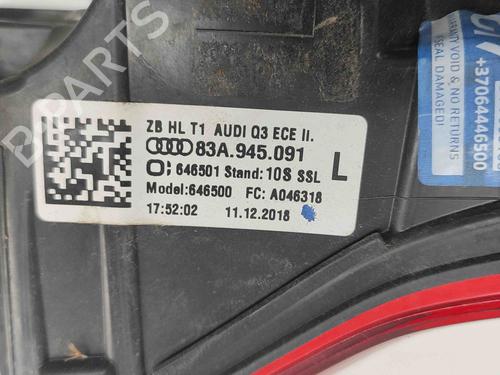 B-PARTS
ZB HL T1 AUDI Q3 ECE II.
83A.945.091
646501 Stand: 10S SSL
L
Model:646500 FC: A046318
17:52:02 11.12.2018
WARRANTY VOID & NO RETURNS
IF SEAL DAMAGED!
+37064446500